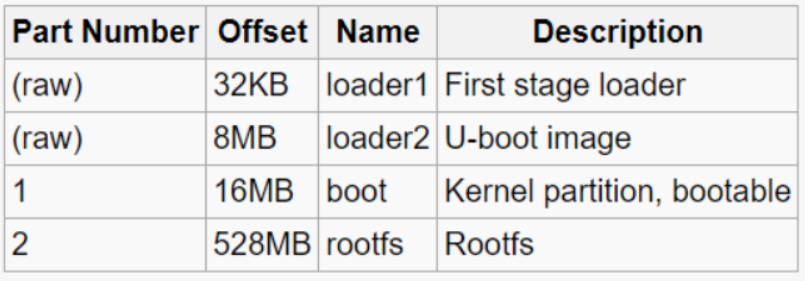 Part Number Offset Name Description
(raw) 32KB loader1 First stage loader
(raw) 8MB loader2 U-boot image
1 16MB boot Kernel partition, bootable
2 528MB rootfs Rootfs